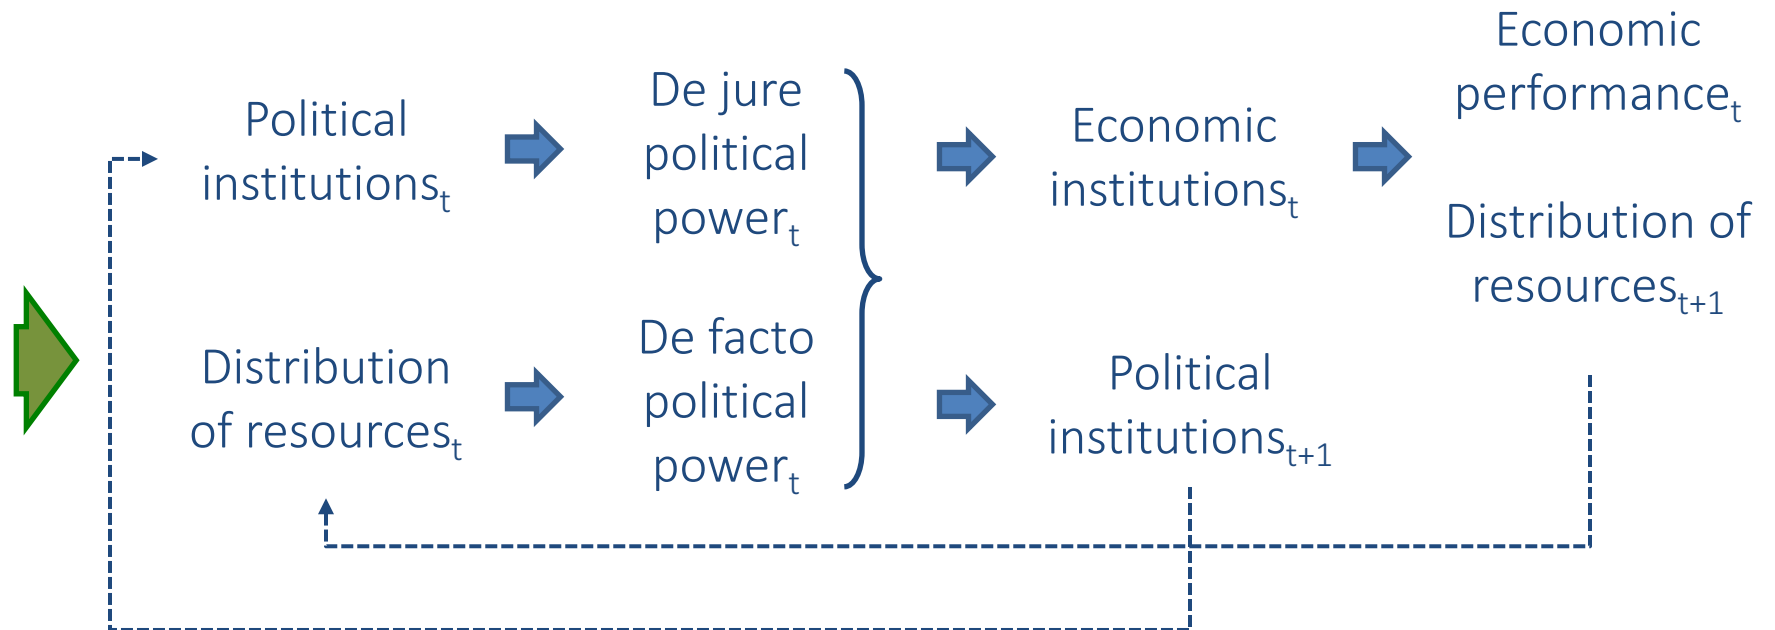 Political
institutionsₜ
De jure
political
powerₜ
Economic
institutionsₜ
Economic
performanceₜ
Distribution of
resourcesₜ₊₁
Distribution
of resourcesₜ
De facto
political
powerₜ
Political
institutionsₜ₊₁